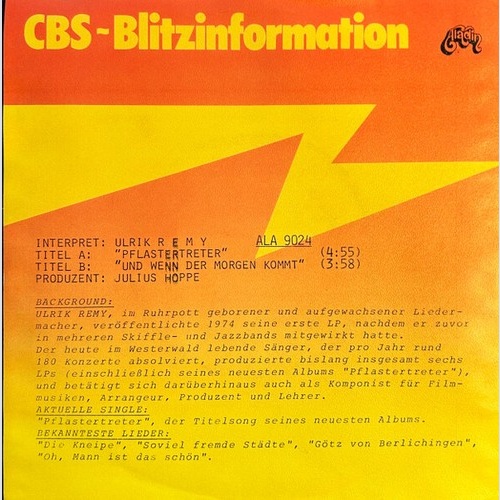 CBS~Blitzinformation
Aladin
INTERPRET: ULRIK R E M Y ALA 9024
TITEL A: "PFLASTERTRETER" (4:55)
TITEL B: "UND WENN DER MORGEN KOMMT" (3:58)
PRODUZENT: JULIUS HOPPE
BACKGROUND:
ULRIK REMY, im Ruhrpott geborener und aufgewachsener Lieder-
macher, veröffentlichte 1974 seine erste LP, nachdem er zuvor
in mehreren Skiffle- und Jazzbands mitgewirkt hatte.
Der heute im Westerwald lebende Sänger, der pro Jahr rund
180 Konzerte absolviert, produzierte bislang insgesamt sechs
LPs (einschließlich seines neuesten Albums "Pflastertreter"),
und betätigt sich darüberhinaus auch als Komponist für Film-
musiken, Arrangeur, Produzent und Lehrer.
AKTUELLE SINGLE:
"Pflastertreter", der Titelsong seines neuesten Albums.
BEKANNTESTE LIEDER:
"Die Kneipe", "Soviel fremde Städte", "Götz von Berlichingen",
"Oh, Mann ist das schön".